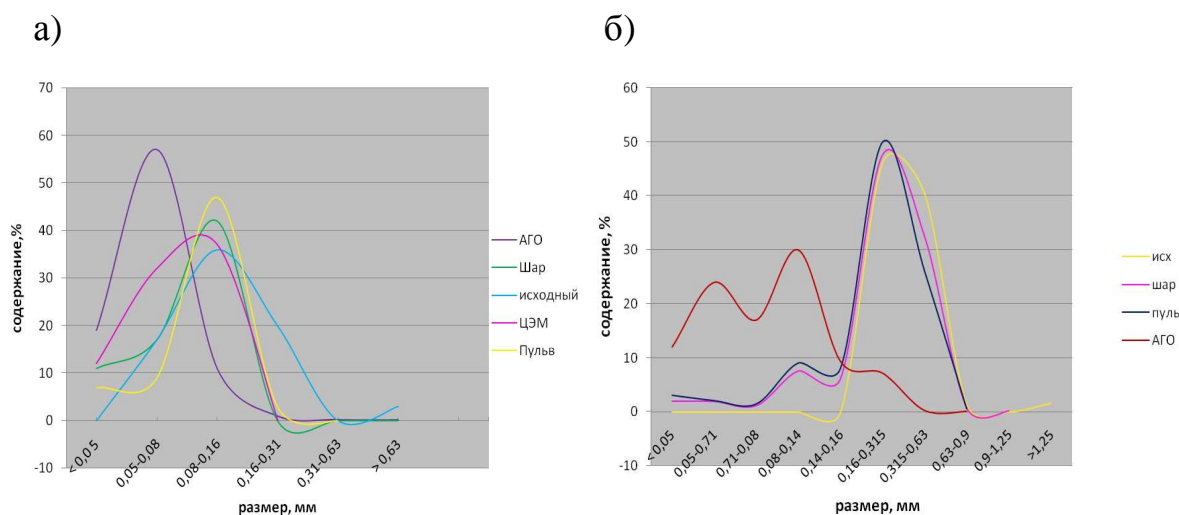 а)
б)
70
60
50
40
30
20
10
0
-10
содержание,%
< 0,0 5
0,05-0,08
0,08-0,16
0,16-0,31
0,31-0,63
> 0,63
размер, мм
АГО
Шар
исходный
ЦЭМ
Пульв
60
50
40
30
20
10
0
-10
содержание, %
< 0,05
0,05-0,71
0,71-0,08
0,08-0,14
0,14-0,16
0,16-0,315
0,315-0,63
0,63-0,9
0,9-1,25
>1,25
размер, мм
исх
шар
пуль
АГО